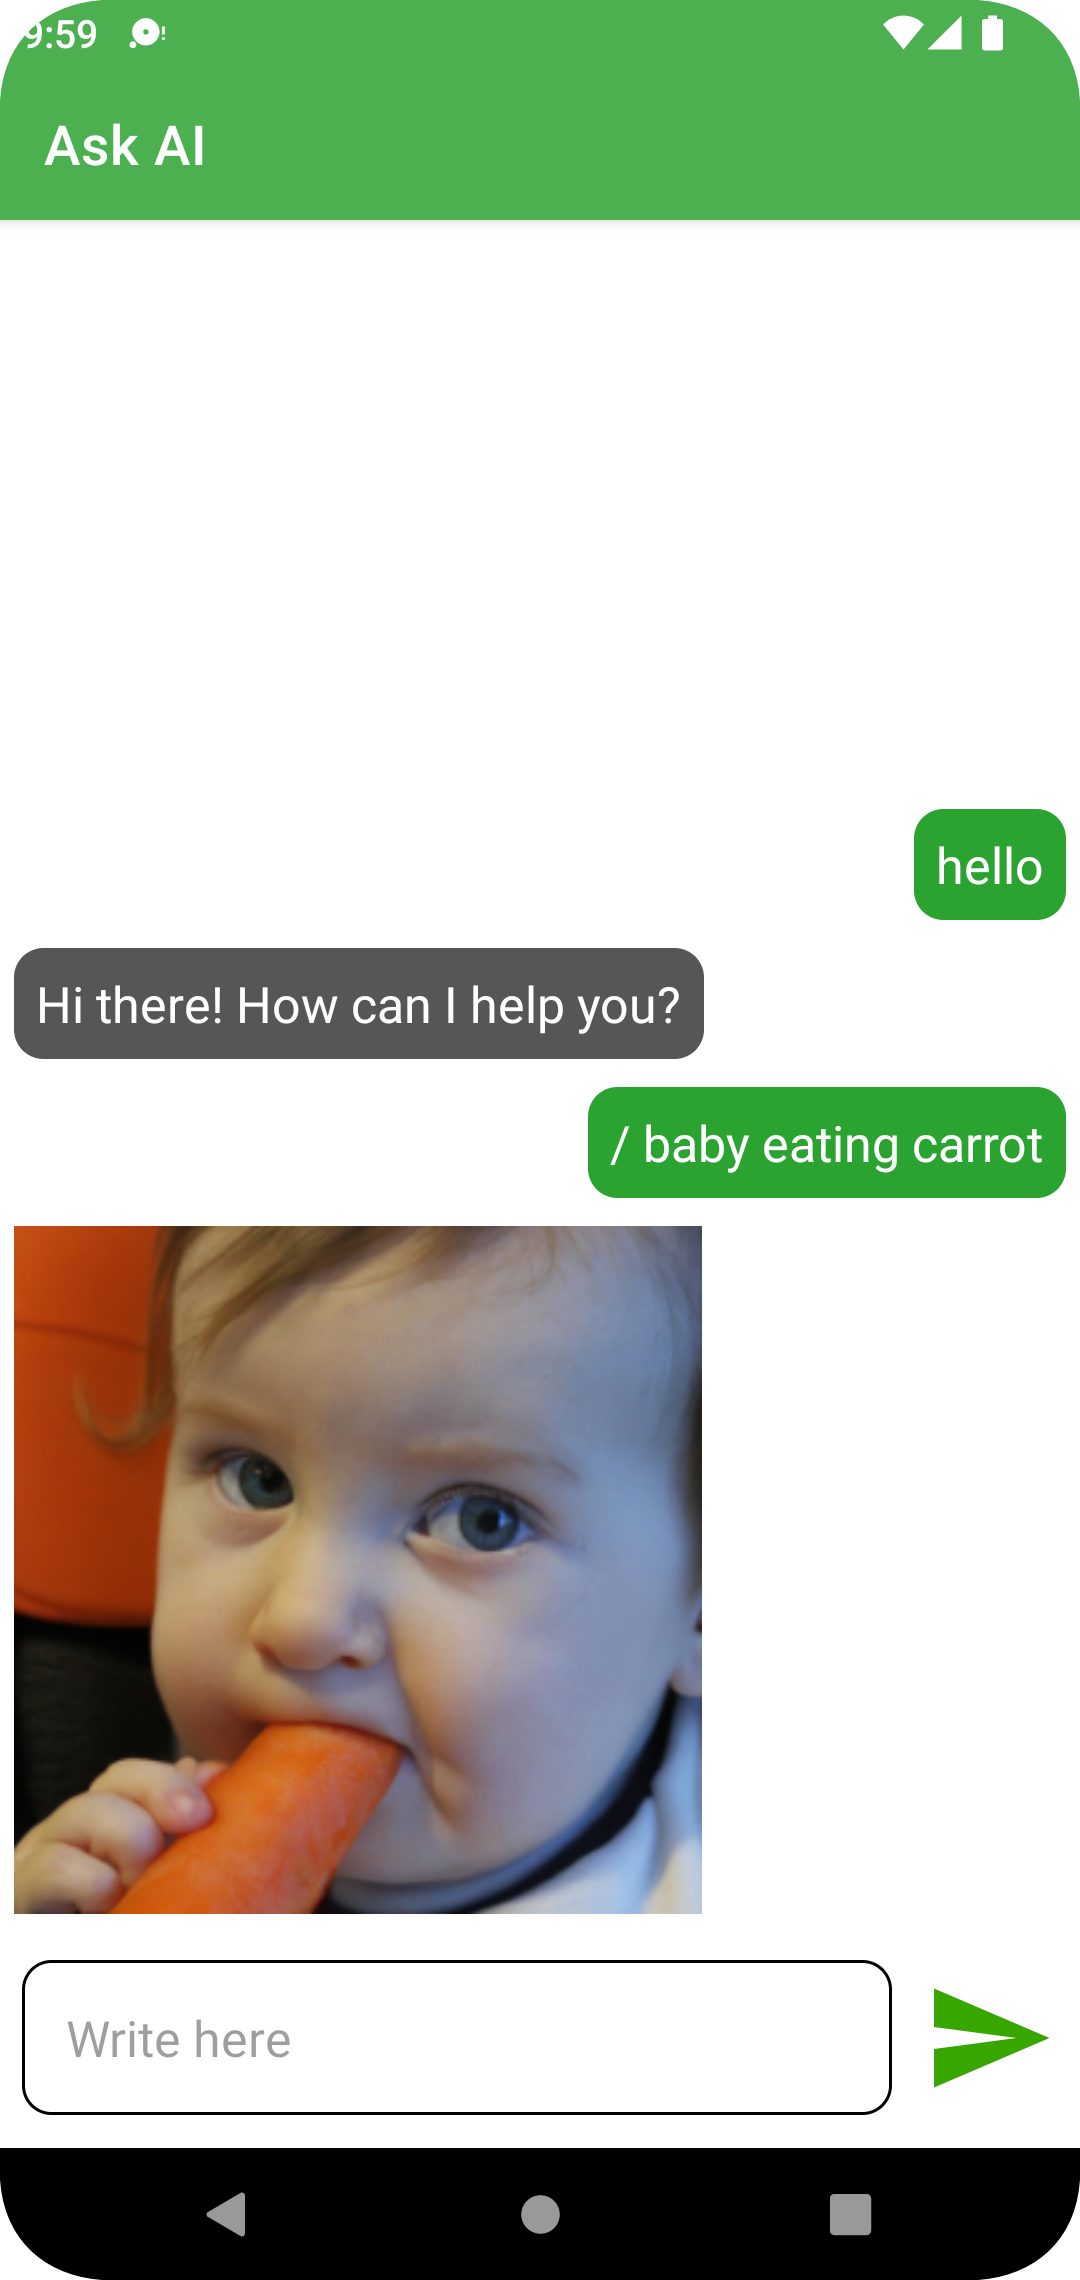 9:59
Ask AI
hello
Hi there! How can I help you?
/ baby eating carrot
Write here